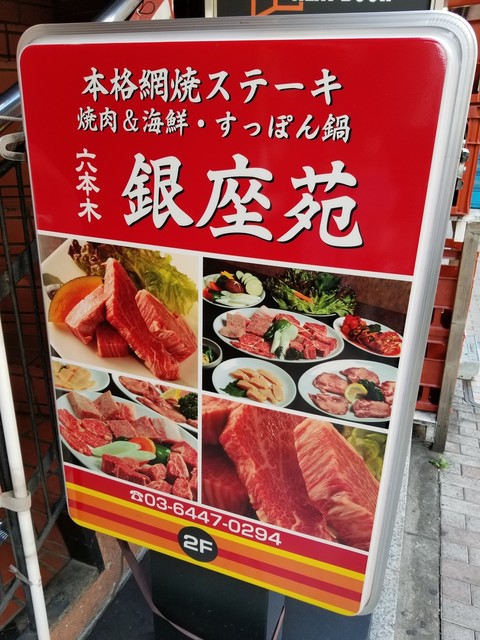 本格網焼ステーキ
焼肉&海鮮・すっぽん鍋
六本木
銀座苑
☎03-6447-0294
2F